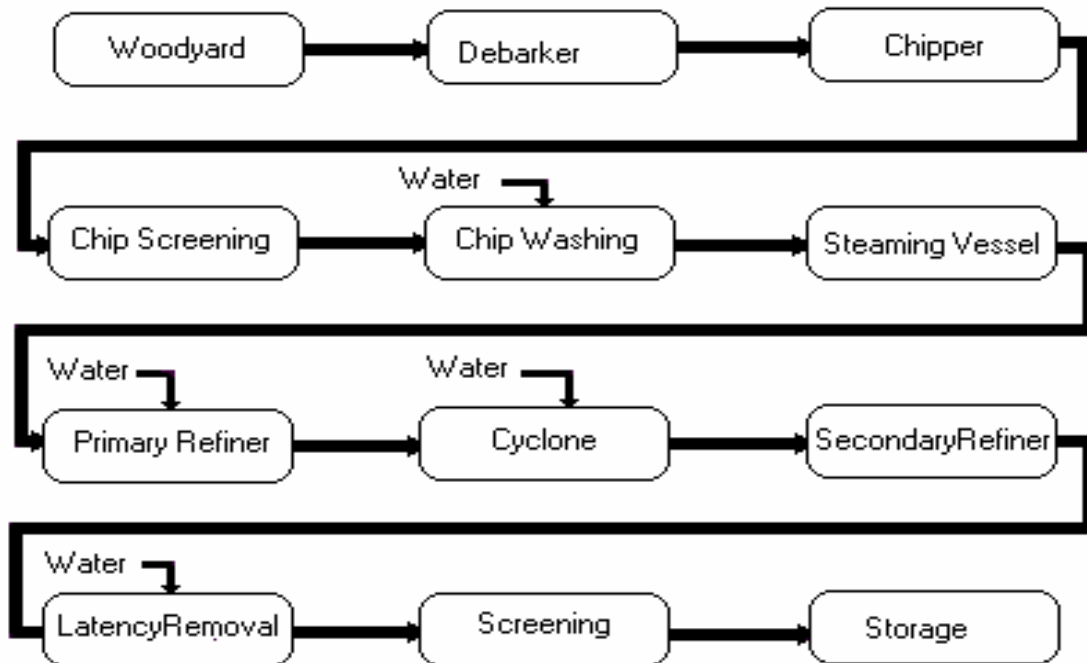 Woodyard
Debarker
Chipper
Water
Chip Screening
Chip Washing
Steaming Vessel
Water
Water
Primary Refiner
Cyclone
SecondaryRefiner
Water
LatencyRemoval
Screening
Storage